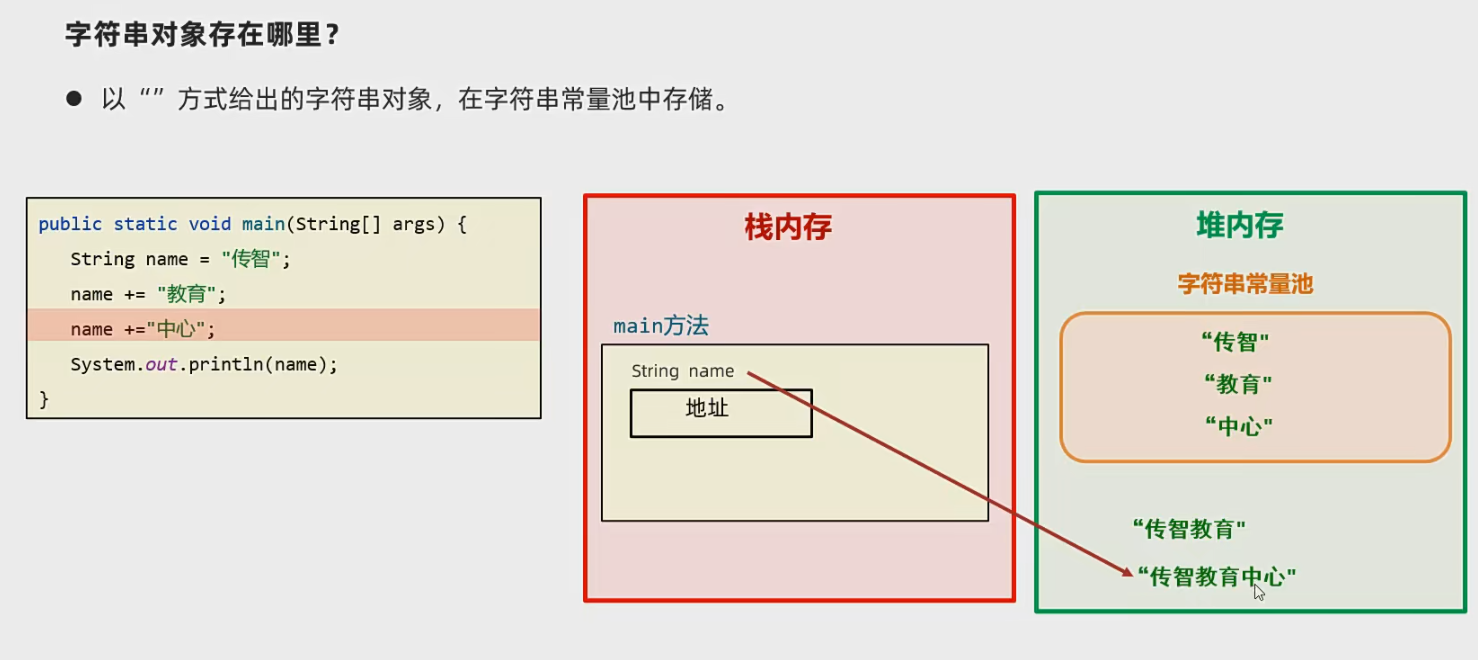 字符串对象存在哪里？
● 以 “” 方式给出的字符串对象，在字符串常量池中存储。
public static void main(String[] args) {
String name = "传智";
name += "教育";
name +="中心";
System.out.println(name);
}
栈内存
main方法
String name
地址
堆内存
字符串常量池
“传智"
“教育"
“中心"
“传智教育"
“传智教育中心"